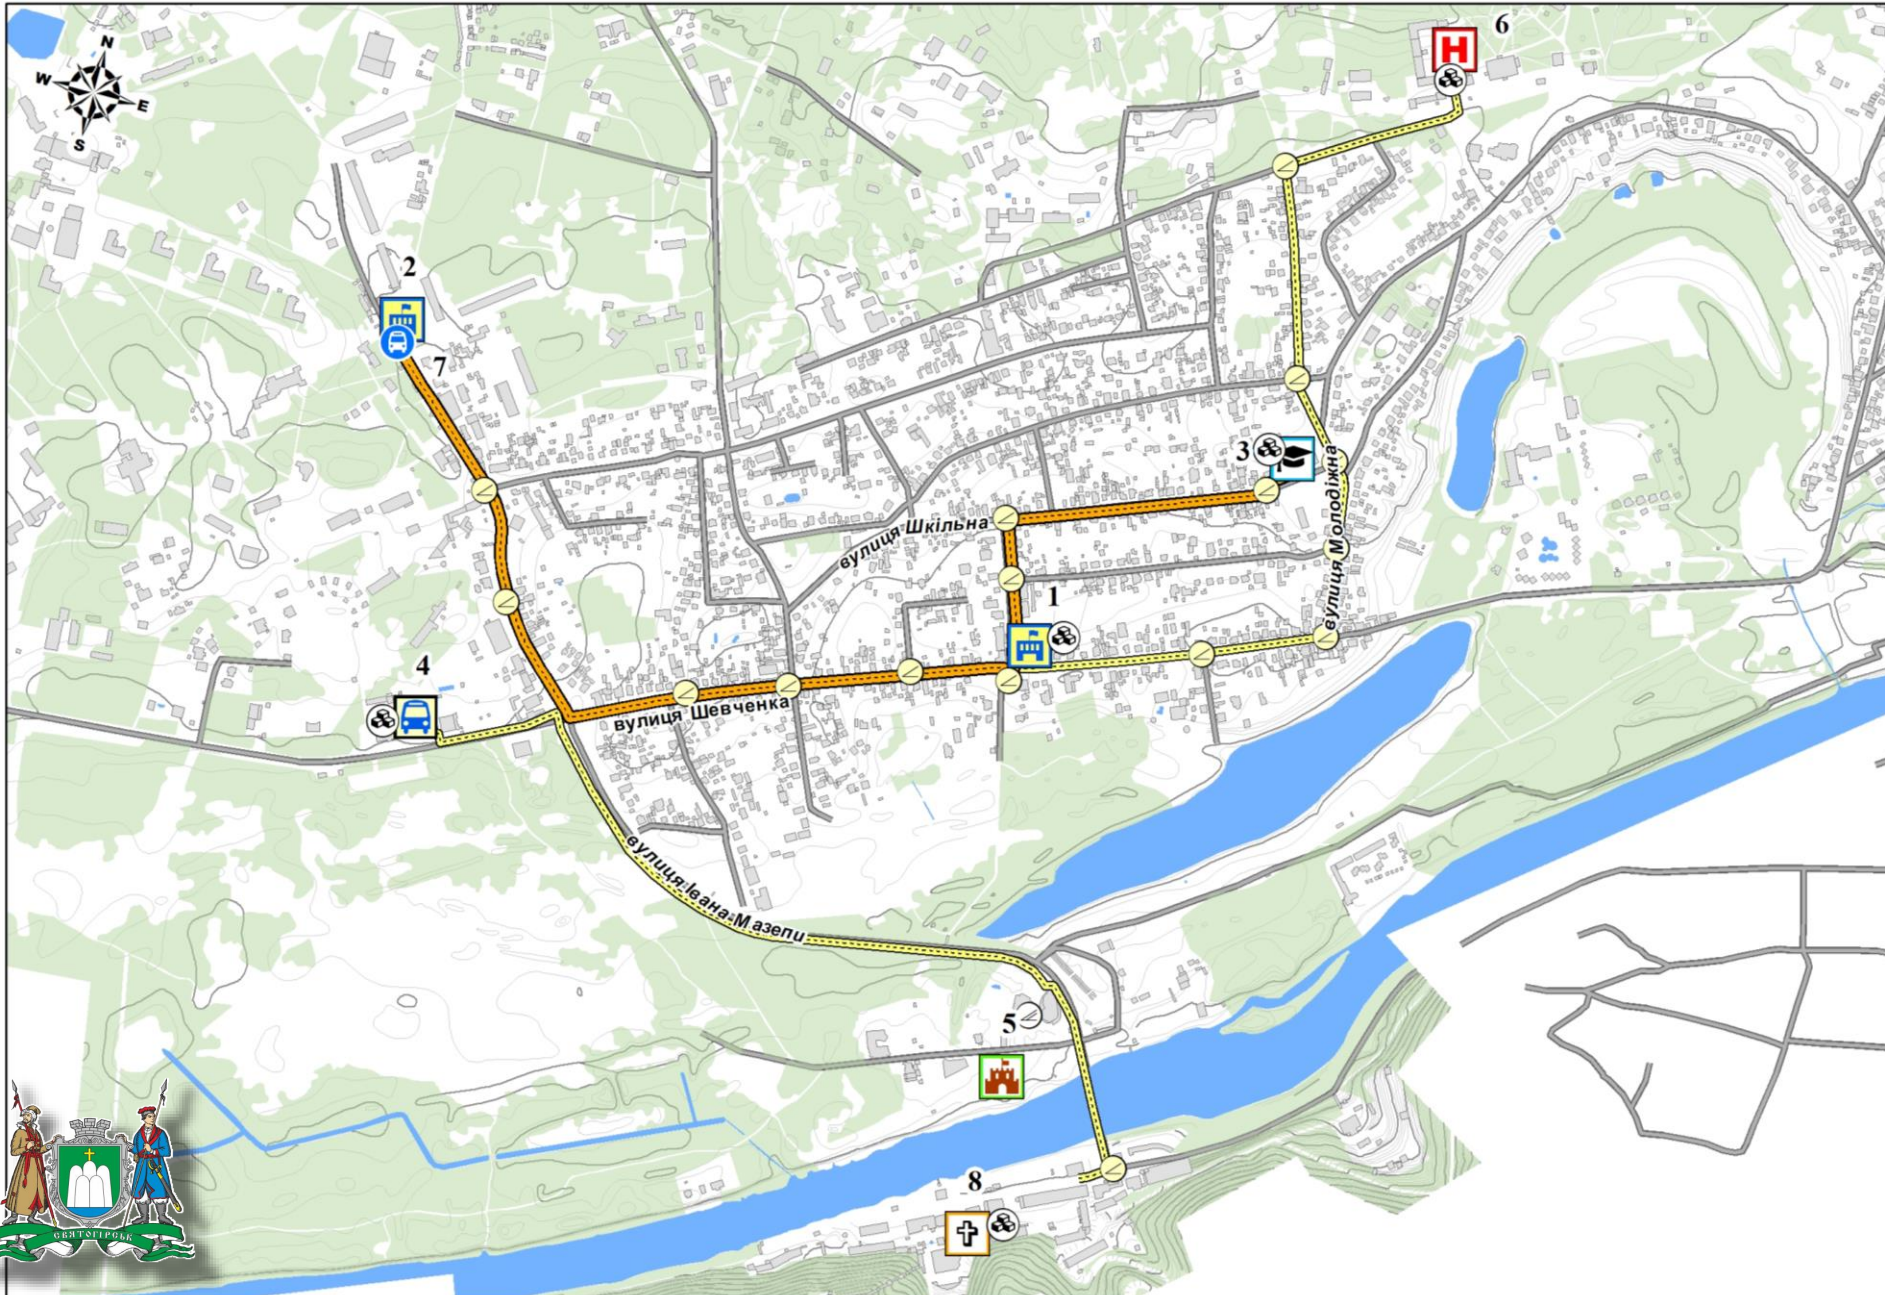 6
N
W
E
S
2
7
3
вулиця Шкільна
вулиця Молодіжна
1
4
вулиця Шевченка
вулиця Івана Мазепи
5
8
СВЯТОГІРСЬК
H